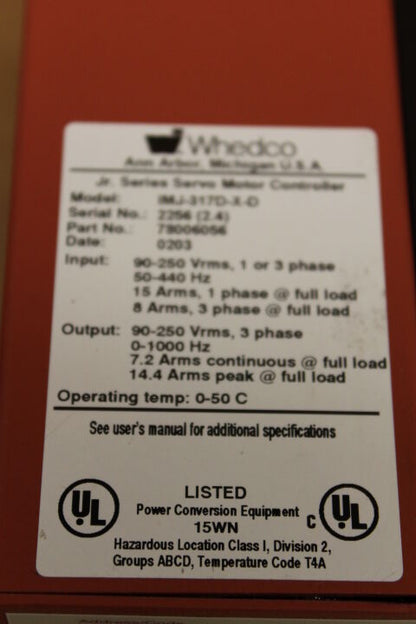 Whedco
Ann Arbor, Michigan U.S.A.
Jr. Series Servo Motor Controller
Model: IMJ-317D-X-D
Serial No.: 2256 (2.4)
Part No.: 78006056
Date: 0203
Input: 90-250 Vrms, 1 or 3 phase
50-440 Hz
15 Arms, 1 phase @ full load
8 Arms, 3 phase @ full load
Output: 90-250 Vrms, 3 phase
0-1000 Hz
7.2 Arms continuous @ full load
14.4 Arms peak @ full load
Operating temp: 0-50 C
See user's manual for additional specifications
UL LISTED C UL
Power Conversion Equipment
15WN
Hazardous Location Class I, Division 2,
Groups ABCD, Temperature Code T4A